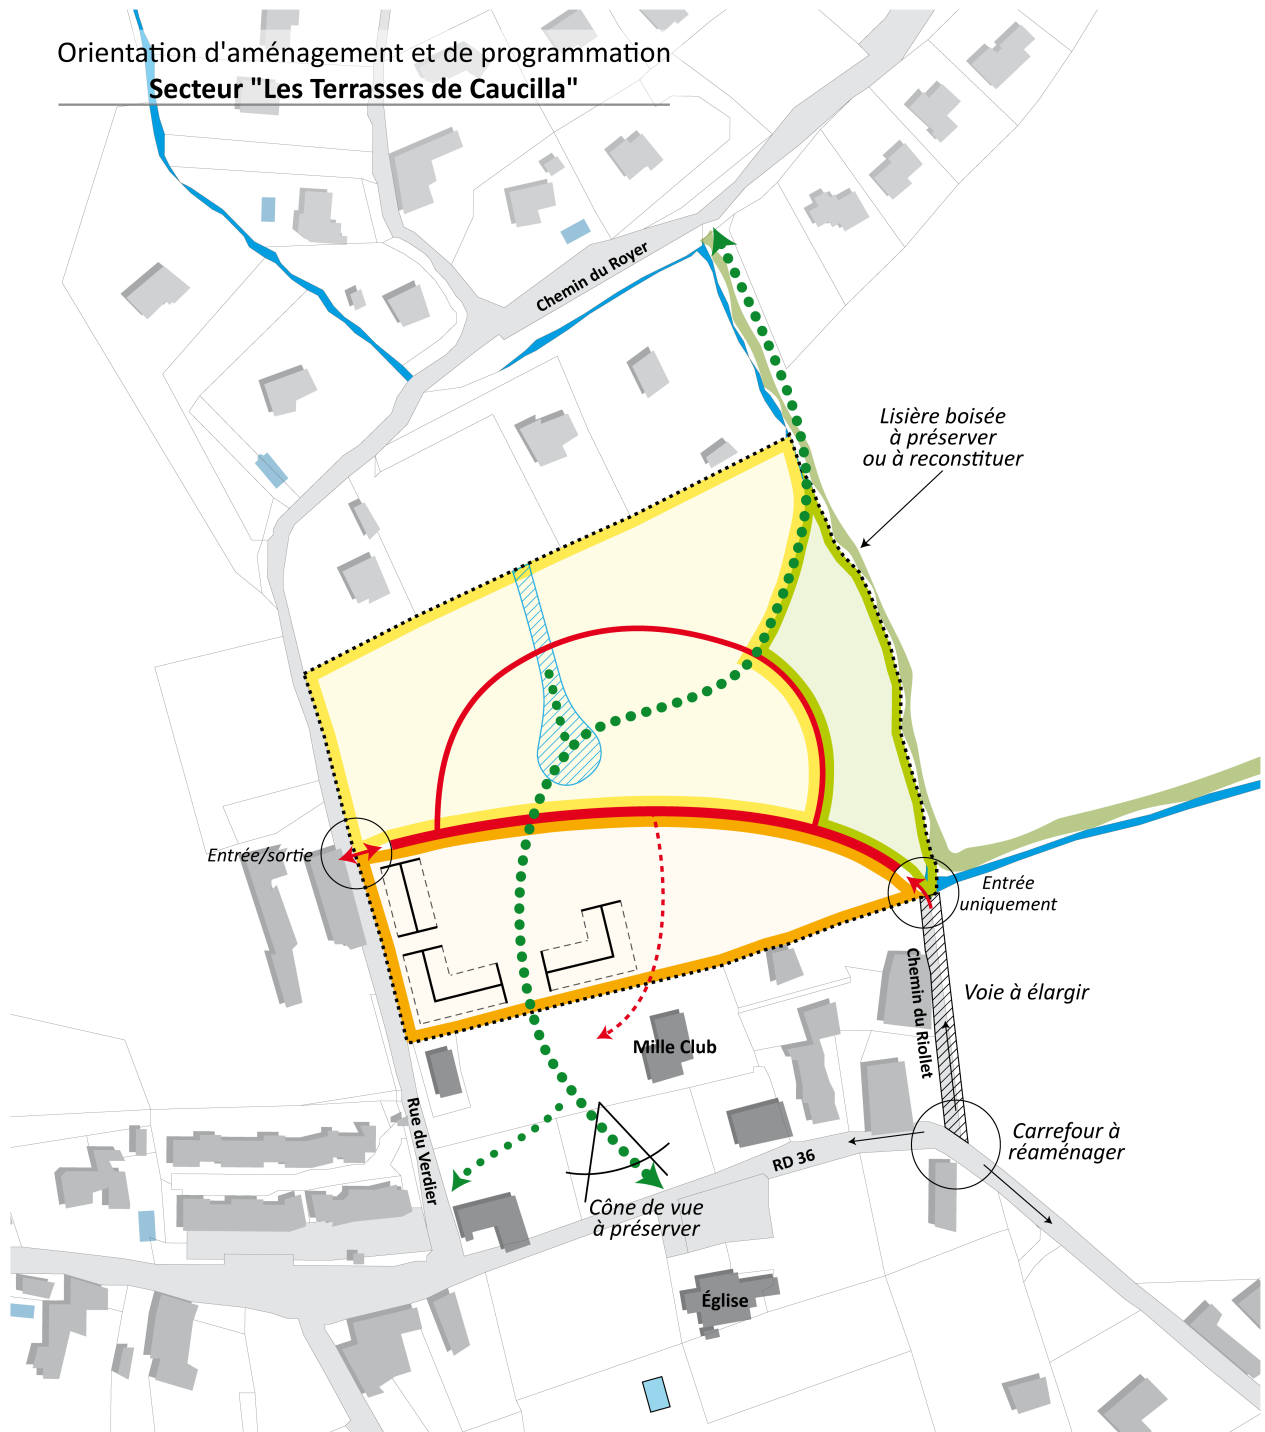 Orientation d'aménagement et de programmation
Secteur "Les Terrasses de Caucilla"
Chemin du Royer
Lisière boisée
à préserver
ou à reconstituer
Entrée/sortie
Entrée
uniquement
Chemin du Riollet
Voie à élargir
Mille Club
Rue du Verdier
Carrefour à
réaménager
RD 36
Cône de vue
à préserver
Église